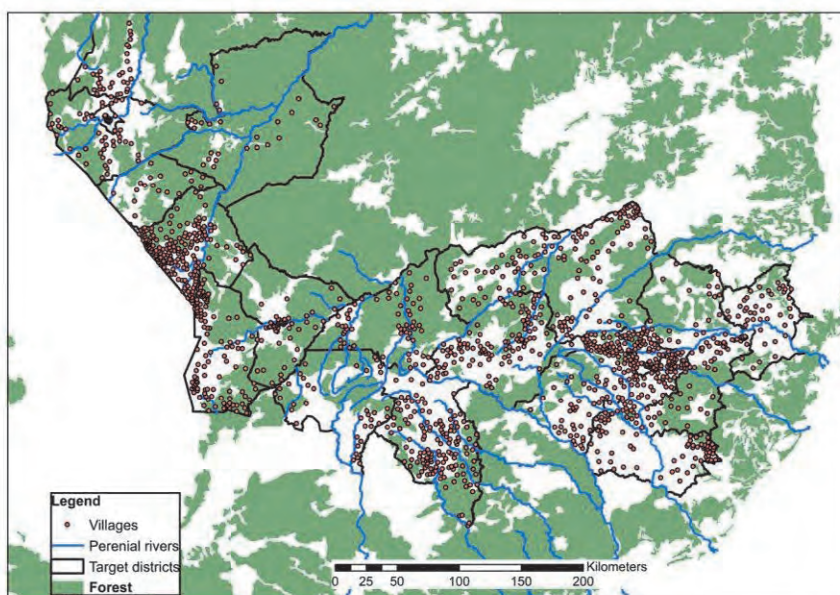 Legend
Villages
Perenial rivers
Target districts
Forest
Kilometers
0 25 50 100 150 200